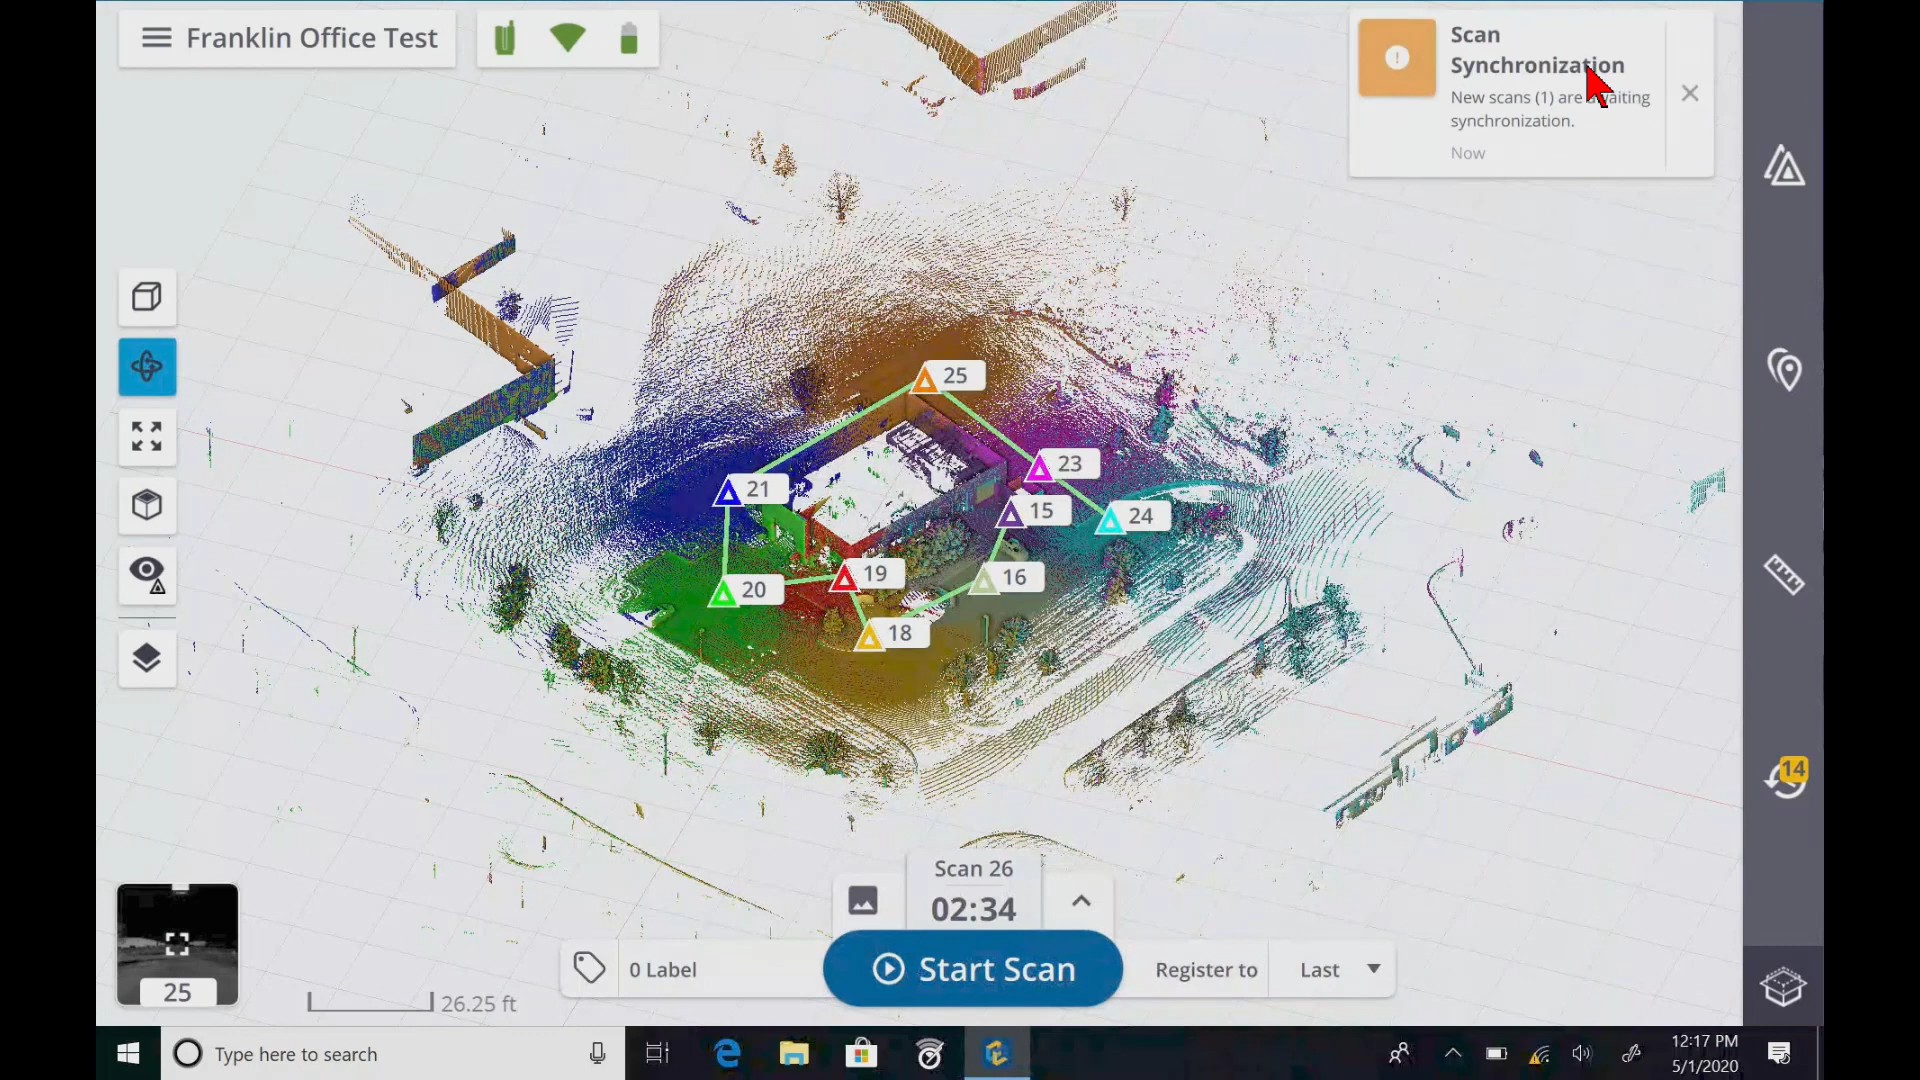 Franklin Office Test
Scan
Synchronization
New scans (1) are awaiting
synchronization.
Now
25
23
21
15
24
19
16
20
18
14
Scan 26
02:34
0 Label
Start Scan
Register to
Last
25
26.25 ft
Type here to search
12:17 PM
5/1/2020